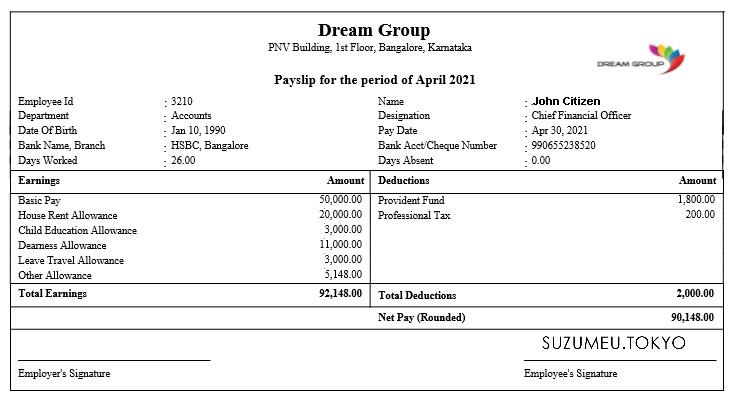 Dream Group
PNV Building, 1st Floor, Bangalore, Karnataka
DREAM GROUP
Payslip for the period of April 2021
Employee Id : 3210 Name : John Citizen
Department : Accounts Designation : Chief Financial Officer
Date Of Birth : Jan 10, 1990 Pay Date : Apr 30, 2021
Bank Name, Branch : HSBC, Bangalore Bank Acct/Cheque Number : 990655238520
Days Worked : 26.00 Days Absent : 0.00
Earnings Amount Deductions Amount
Basic Pay 50,000.00 Provident Fund 1,800.00
House Rent Allowance 20,000.00 Professional Tax 200.00
Child Education Allowance 3,000.00
Dearness Allowance 11,000.00
Leave Travel Allowance 3,000.00
Other Allowance 5,148.00
Total Earnings 92,148.00 Total Deductions 2,000.00
Net Pay (Rounded) 90,148.00
SUZUMEU.TOKYO
Employer's Signature Employee's Signature